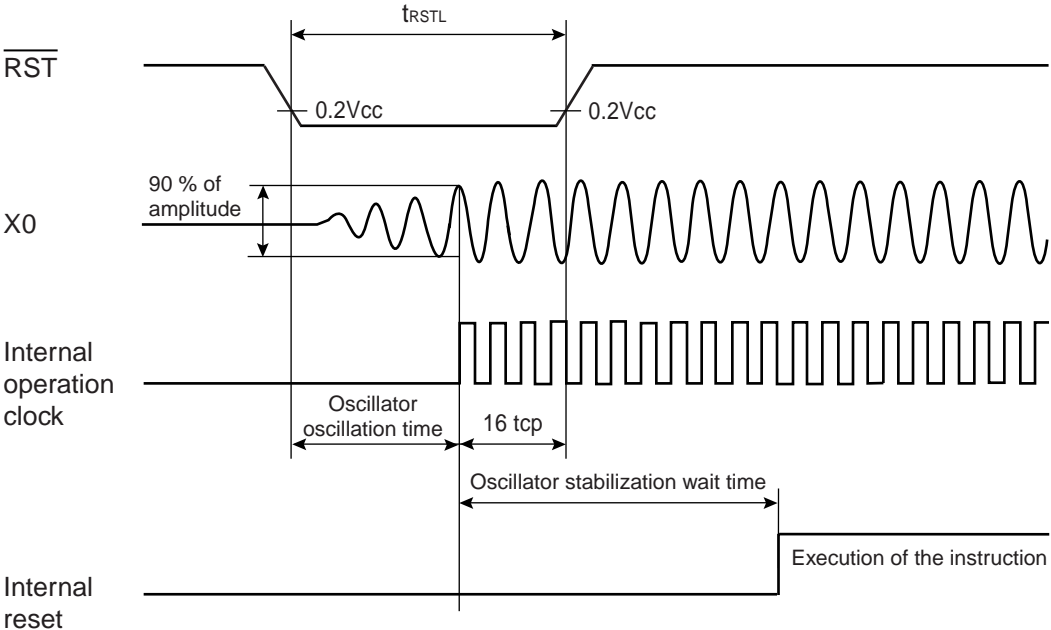 tRSTL
RST
0.2Vcc
0.2Vcc
90 % of
amplitude
X0
Internal
operation
clock
Oscillator
oscillation time
16 tcp
Oscillator stabilization wait time
Execution of the instruction
Internal
reset